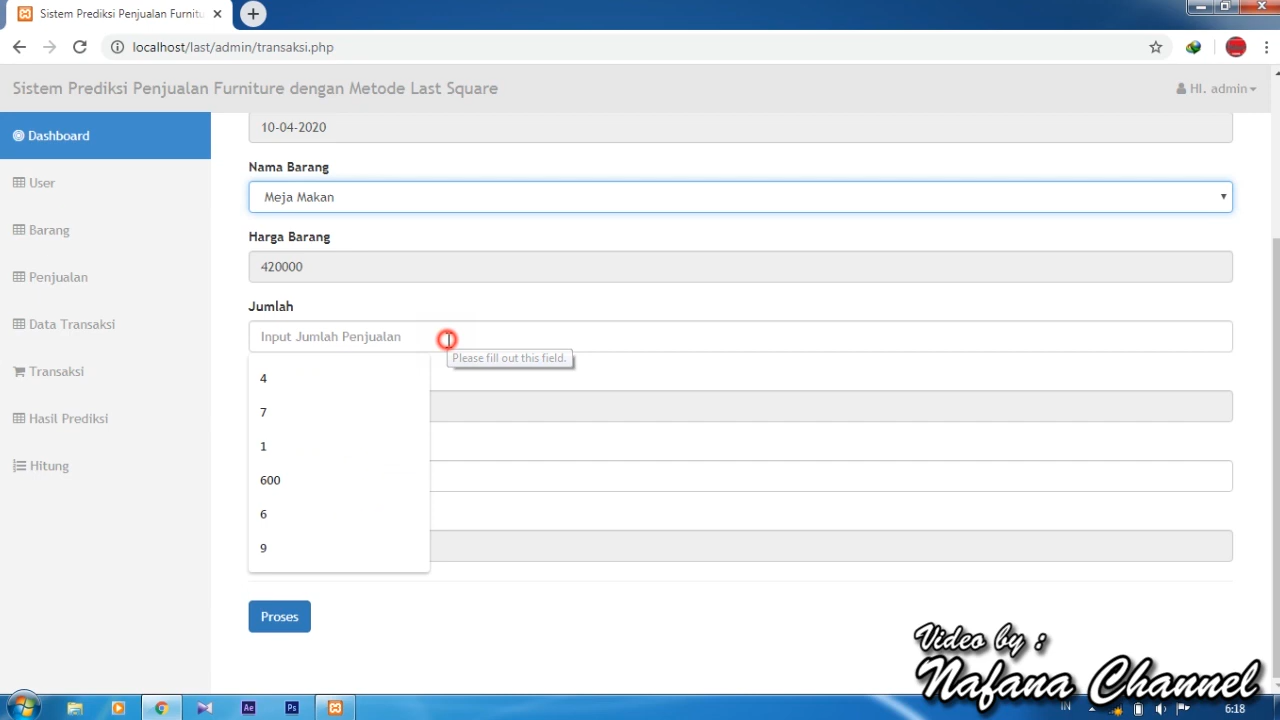 Sistem Prediksi Penjualan Furnitu
localhost/last/admin/transaksi.php
Sistem Prediksi Penjualan Furniture dengan Metode Last Square
HI. admin
Dashboard
User
Barang
Penjualan
Data Transaksi
Transaksi
Hasil Prediksi
Hitung
10-04-2020
Nama Barang
Meja Makan
Harga Barang
420000
Jumlah
Input Jumlah Penjualan
Please fill out this field.
4
7
1
600
6
9
Proses
Video by :
Nafana Channel
Ae
Ps
IN
6:18